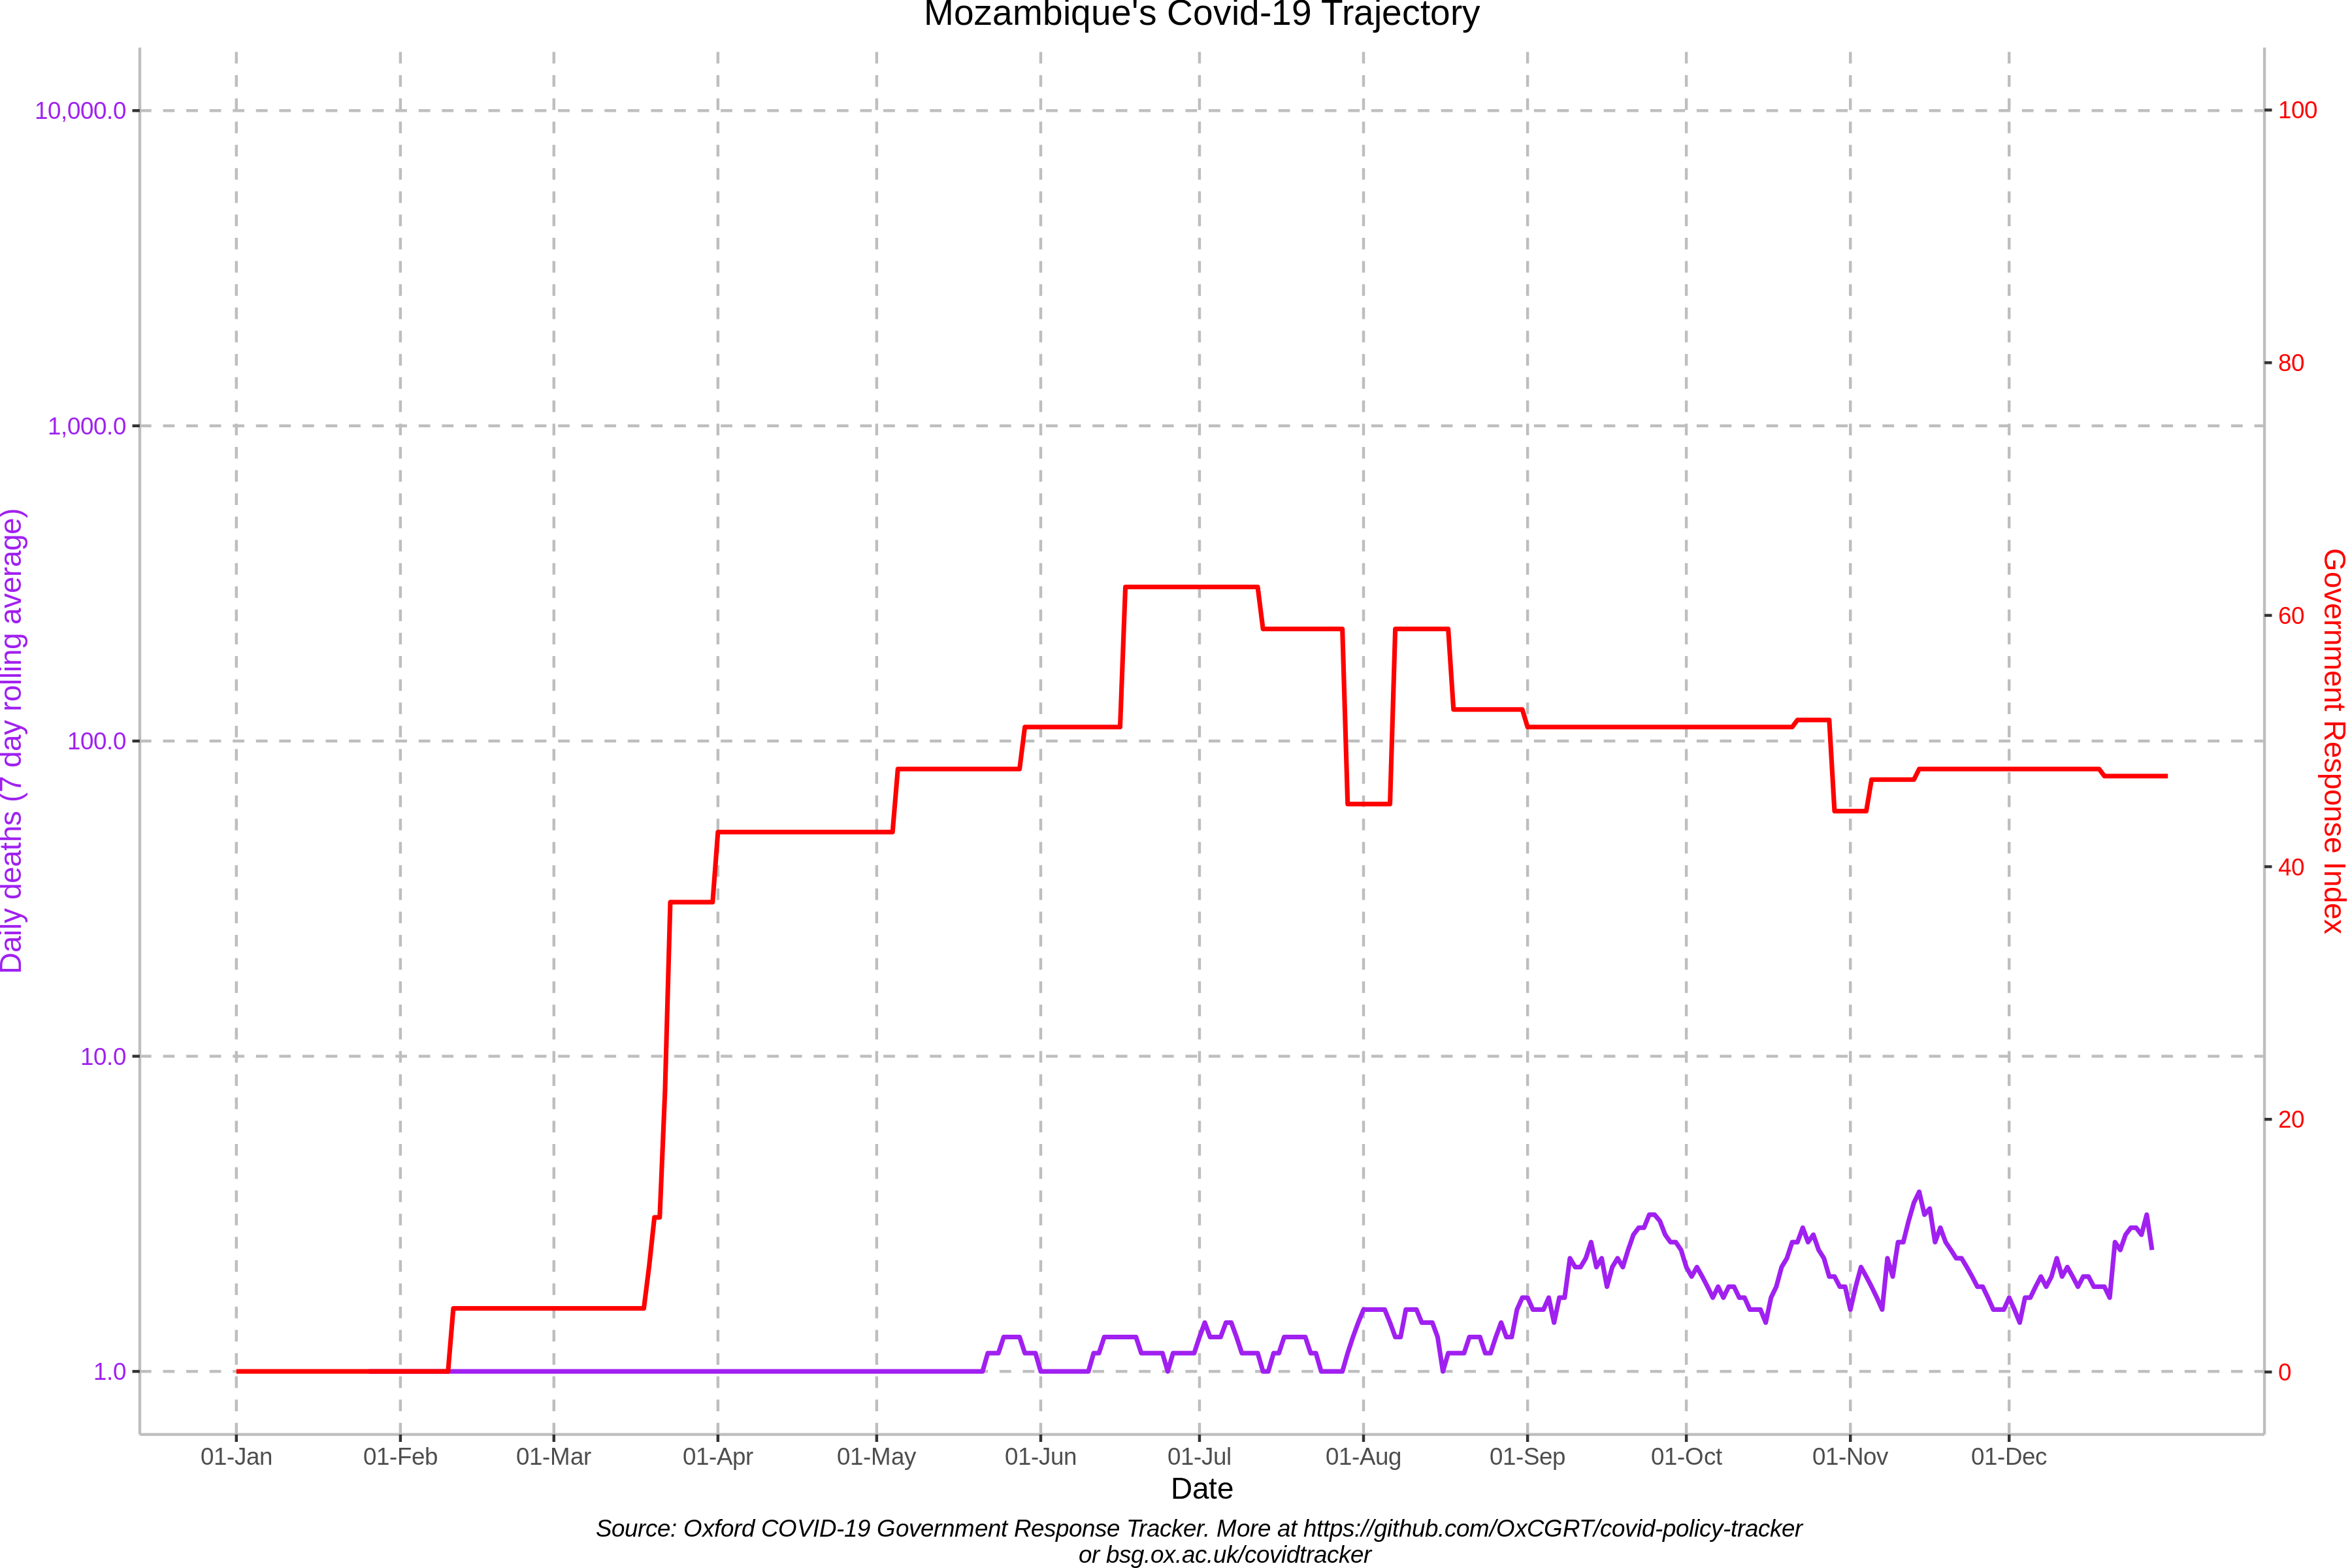 Mozambique's Covid-19 Trajectory
10,000.0
1,000.0
100.0
10.0
1.0
Daily deaths (7 day rolling average)
100
80
60
40
20
0
Government Response Index
01-Jan 01-Feb 01-Mar 01-Apr 01-May 01-Jun 01-Jul 01-Aug 01-Sep 01-Oct 01-Nov 01-Dec
Date
Source: Oxford COVID-19 Government Response Tracker. More at https://github.com/OxCGRT/covid-policy-tracker
or bsg.ox.ac.uk/covidtracker